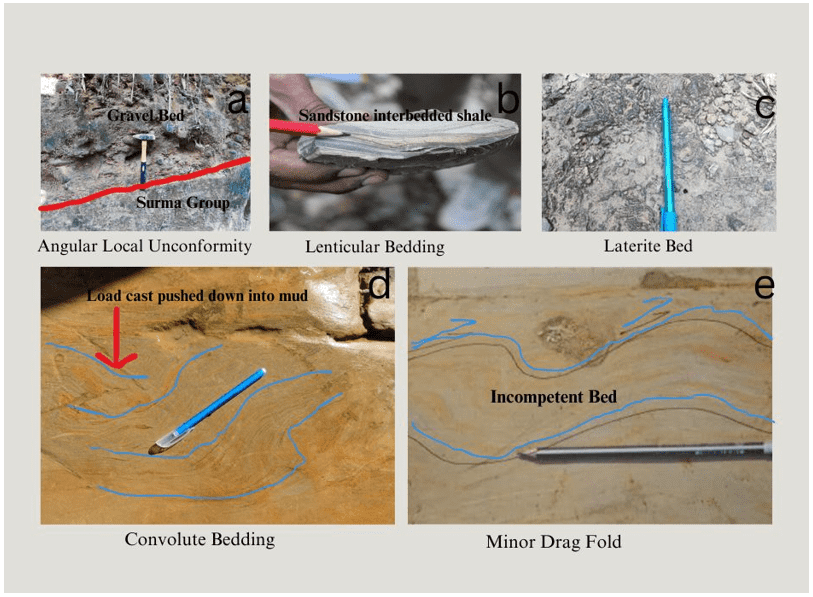 a
Gravel Bed
Surma Group
Angular Local Unconformity
b
Sandstone interbedded shale
Lenticular Bedding
c
Laterite Bed
d
Load cast pushed down into mud
Convolute Bedding
e
Incompetent Bed
Minor Drag Fold